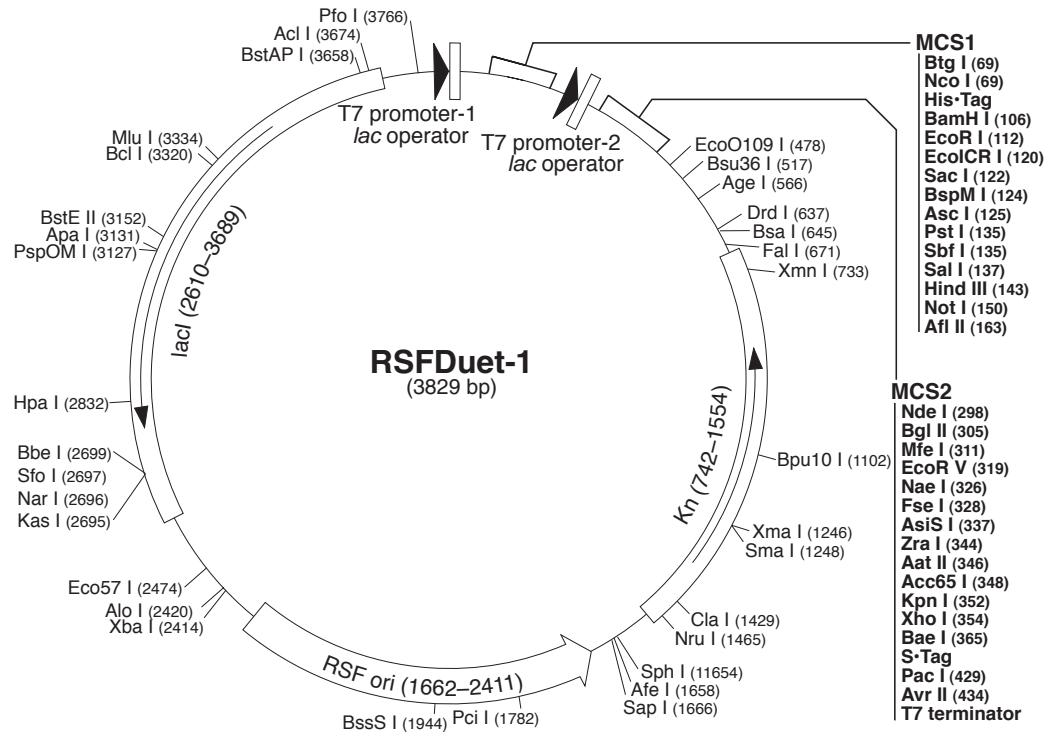 Pfo I (3766)
Acl I (3674)
BstAP I (3658)
Mlu I (3334)
Bcl I (3320)
BstE II (3152)
Apa I (3131)
PspOM I (3127)
Hpa I (2832)
Bbe I (2699)
Sfo I (2697)
Nar I (2696)
Kas I (2695)
Eco57 I (2474)
Alo I (2420)
Xba I (2414)
T7 promoter-1
lac operator
T7 promoter-2
lac operator
lacI (2610–3689)
RSFDuet-1
(3829 bp)
Kn (742–1554)
RSF ori (1662–2411)
EcoO109 I (478)
Bsu36 I (517)
Age I (566)
Drd I (637)
Bsa I (645)
Fal I (671)
Xmn I (733)
Bpu10 I (1102)
Xma I (1246)
Sma I (1248)
Cla I (1429)
Nru I (1465)
Sph I (11654)
Afe I (1658)
Sap I (1666)
Pci I (1782)
BssS I (1944)
MCS1
Btg I (69)
Nco I (69)
His•Tag
BamH I (106)
EcoR I (112)
EcoICR I (120)
Sac I (122)
BspM I (124)
Asc I (125)
Pst I (135)
Sbf I (135)
Sal I (137)
Hind III (143)
Not I (150)
Afl II (163)
MCS2
Nde I (298)
Bgl II (305)
Mfe I (311)
EcoR V (319)
Nae I (326)
Fse I (328)
AsiS I (337)
Zra I (344)
Aat II (346)
Acc65 I (348)
Kpn I (352)
Xho I (354)
Bae I (365)
S•Tag
Pac I (429)
Avr II (434)
T7 terminator